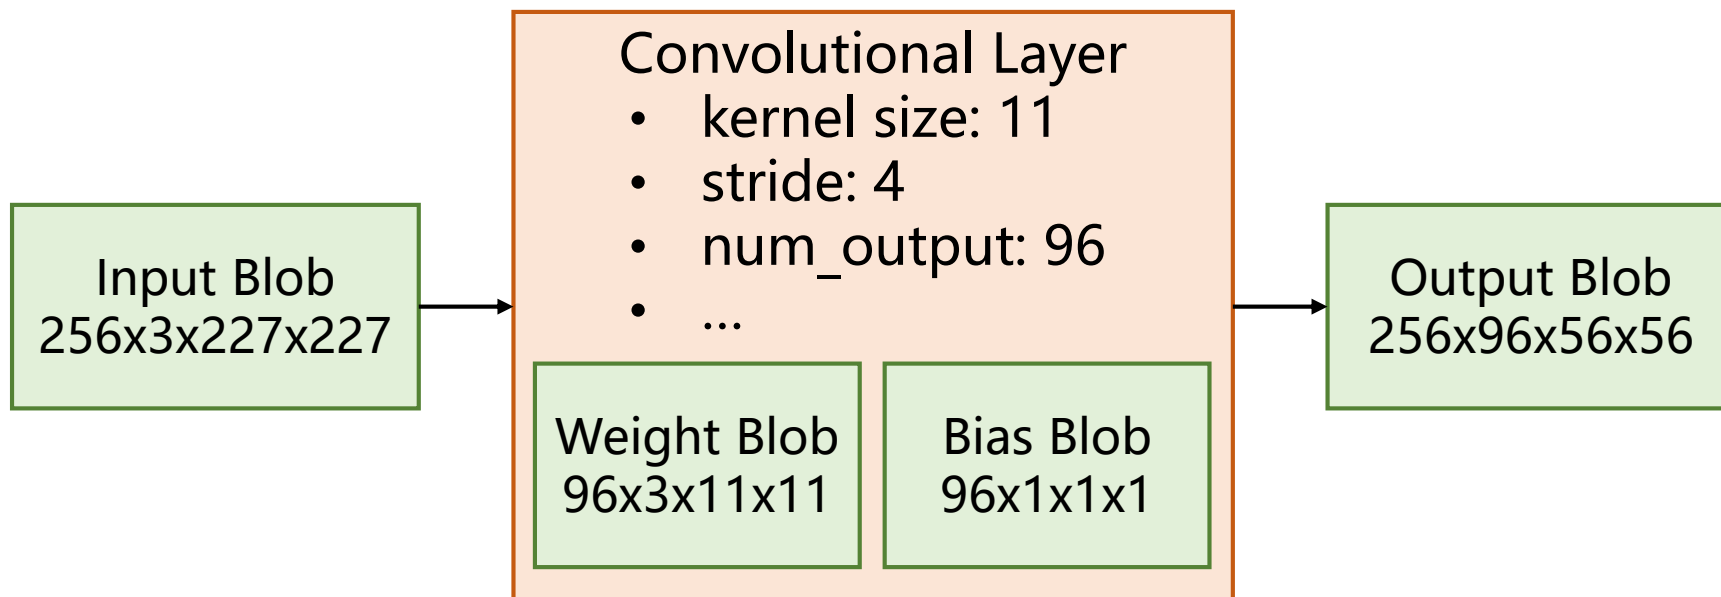 Input Blob
256x3x227x227
Convolutional Layer
• kernel size: 11
• stride: 4
• num_output: 96
• ...
Weight Blob
96x3x11x11
Bias Blob
96x1x1x1
Output Blob
256x96x56x56